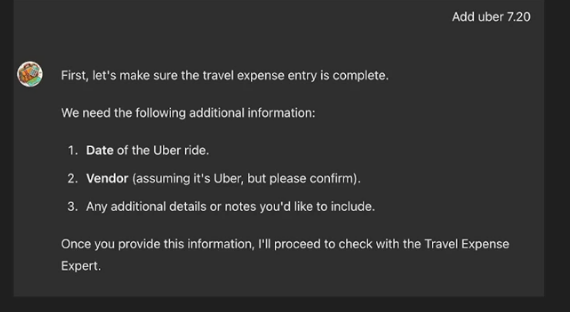 Add uber 7.20
First, let's make sure the travel expense entry is complete.
We need the following additional information:
1. Date of the Uber ride.
2. Vendor (assuming it's Uber, but please confirm).
3. Any additional details or notes you'd like to include.
Once you provide this information, I'll proceed to check with the Travel Expense
Expert.